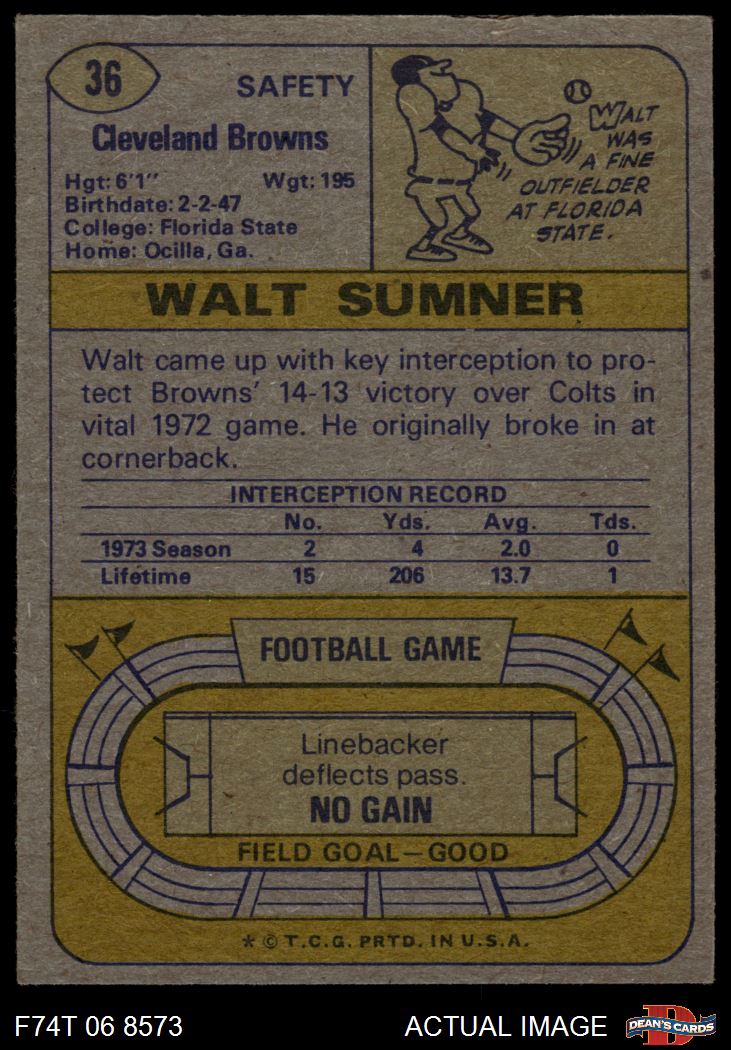 36
SAFETY
Cleveland Browns
Hgt: 6'1" Wgt: 195
Birthdate: 2-2-47
College: Florida State
Home: Ocilla, Ga.
WALT
WAS
A FINE
OUTFIELDER
AT FLORIDA
STATE.
WALT SUMNER
Walt came up with key interception to pro-
tect Browns' 14-13 victory over Colts in
vital 1972 game. He originally broke in at
cornerback.
INTERCEPTION RECORD
No. Yds. Avg. Tds.
1973 Season 2 4 2.0 0
Lifetime 15 206 13.7 1
FOOTBALL GAME
Linebacker
deflects pass.
NO GAIN
FIELD GOAL—GOOD
* © T.C.G. PRTD. IN U.S.A.
F74T 06 8573 ACTUAL IMAGE DEAN'S CARDS